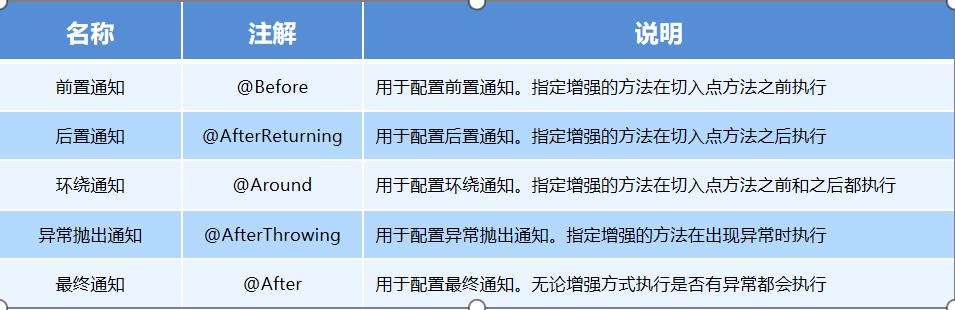 名称 注解 说明
前置通知 @Before 用于配置前置通知。指定增强的方法在切入点方法之前执行
后置通知 @AfterReturning 用于配置后置通知。指定增强的方法在切入点方法之后执行
环绕通知 @Around 用于配置环绕通知。指定增强的方法在切入点方法之前和之后都执行
异常抛出通知 @AfterThrowing 用于配置异常抛出通知。指定增强的方法在出现异常时执行
最终通知 @After 用于配置最终通知。无论增强方式执行是否有异常都会执行